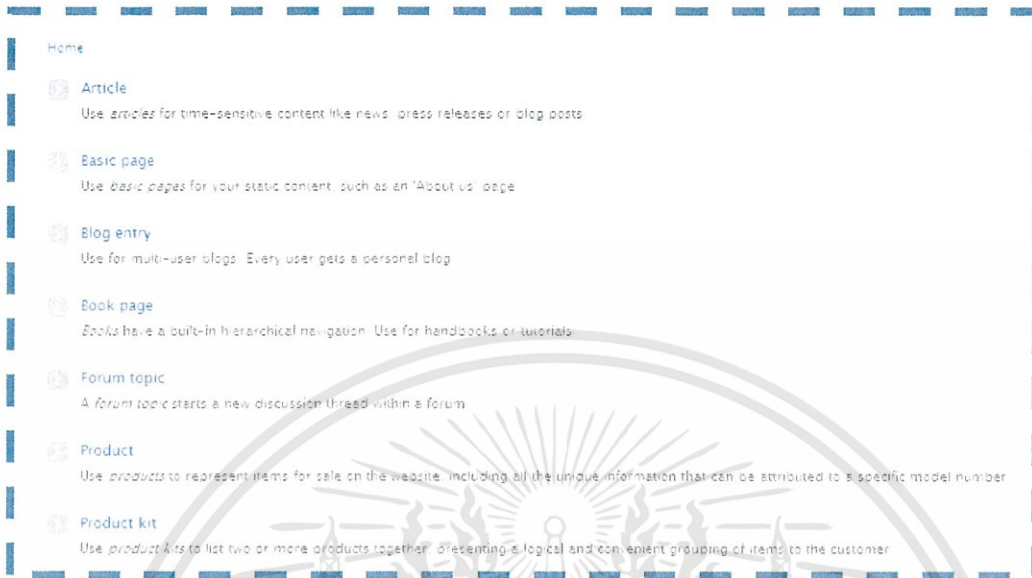 Home
Article
Use articles for time-sensitive content like news, press releases or blog posts
Basic page
Use basic pages for your static content, such as an 'About us' page
Blog entry
Use for multi-user blogs. Every user gets a personal blog
Book page
Books have a built-in hierarchical navigation. Use for handbooks or tutorials
Forum topic
A forum topic starts a new discussion thread within a forum
Product
Use products to represent items for sale on the website, including all the unique information that can be attributed to a specific model number
Product kit
Use product kits to list two or more products together, presenting a logical and convenient grouping of items to the customer